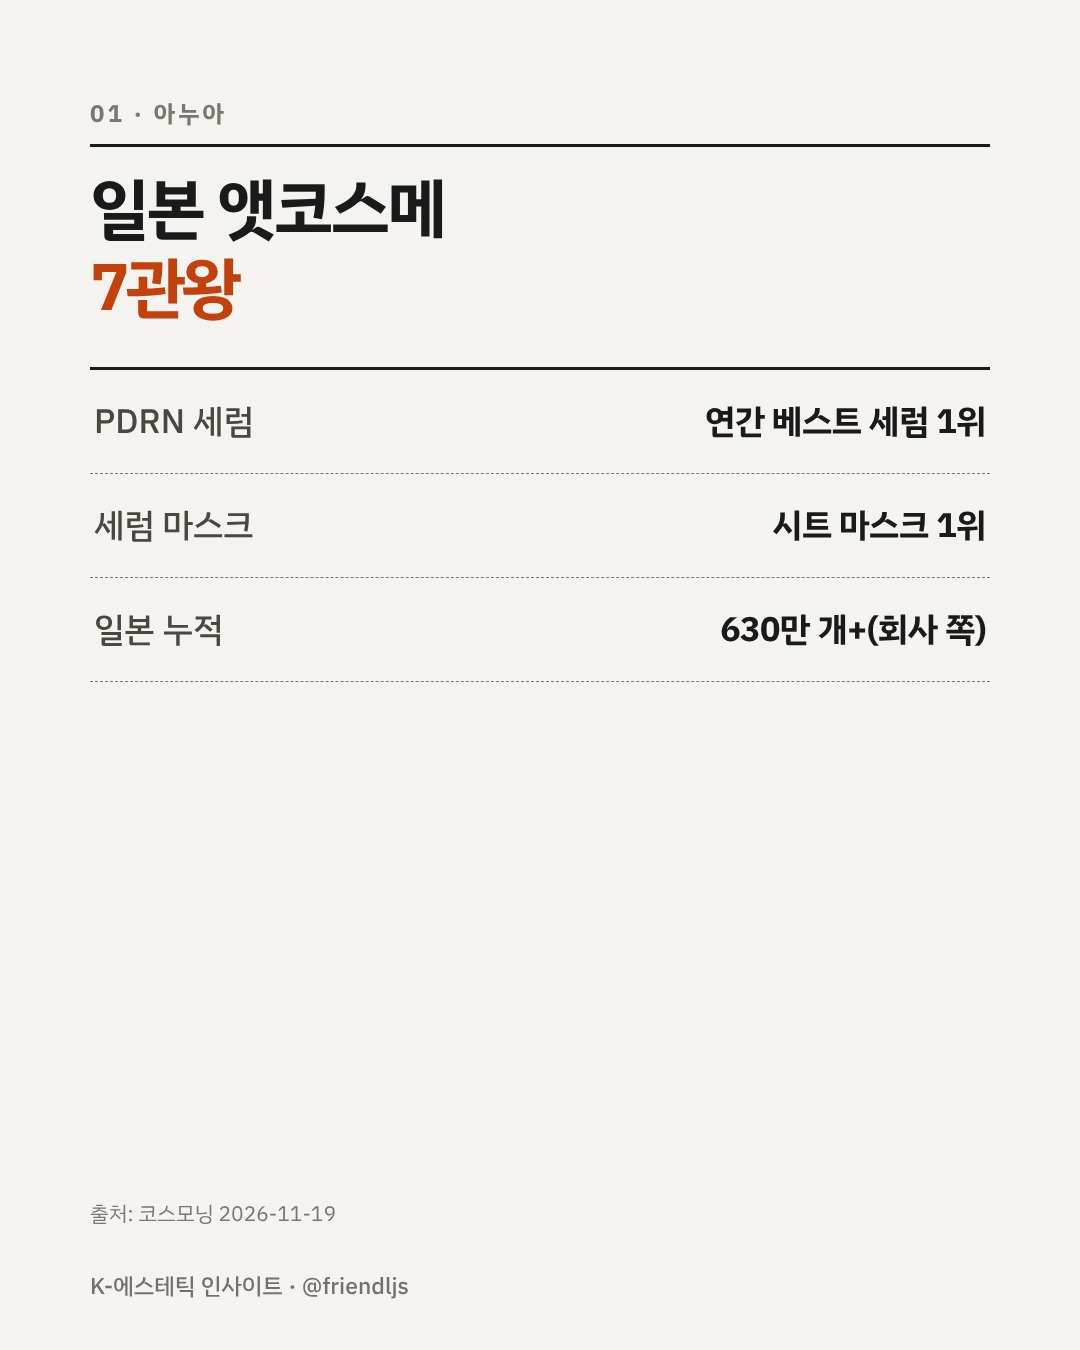 01 · 아누아
일본 앳코스메
7관왕
PDRN 세럼 연간 베스트 세럼 1위
세럼 마스크 시트 마스크 1위
일본 누적 630만 개+(회사 쪽)
출처: 코스모닝 2026-11-19
K-에스테틱 인사이트 · @friendljs